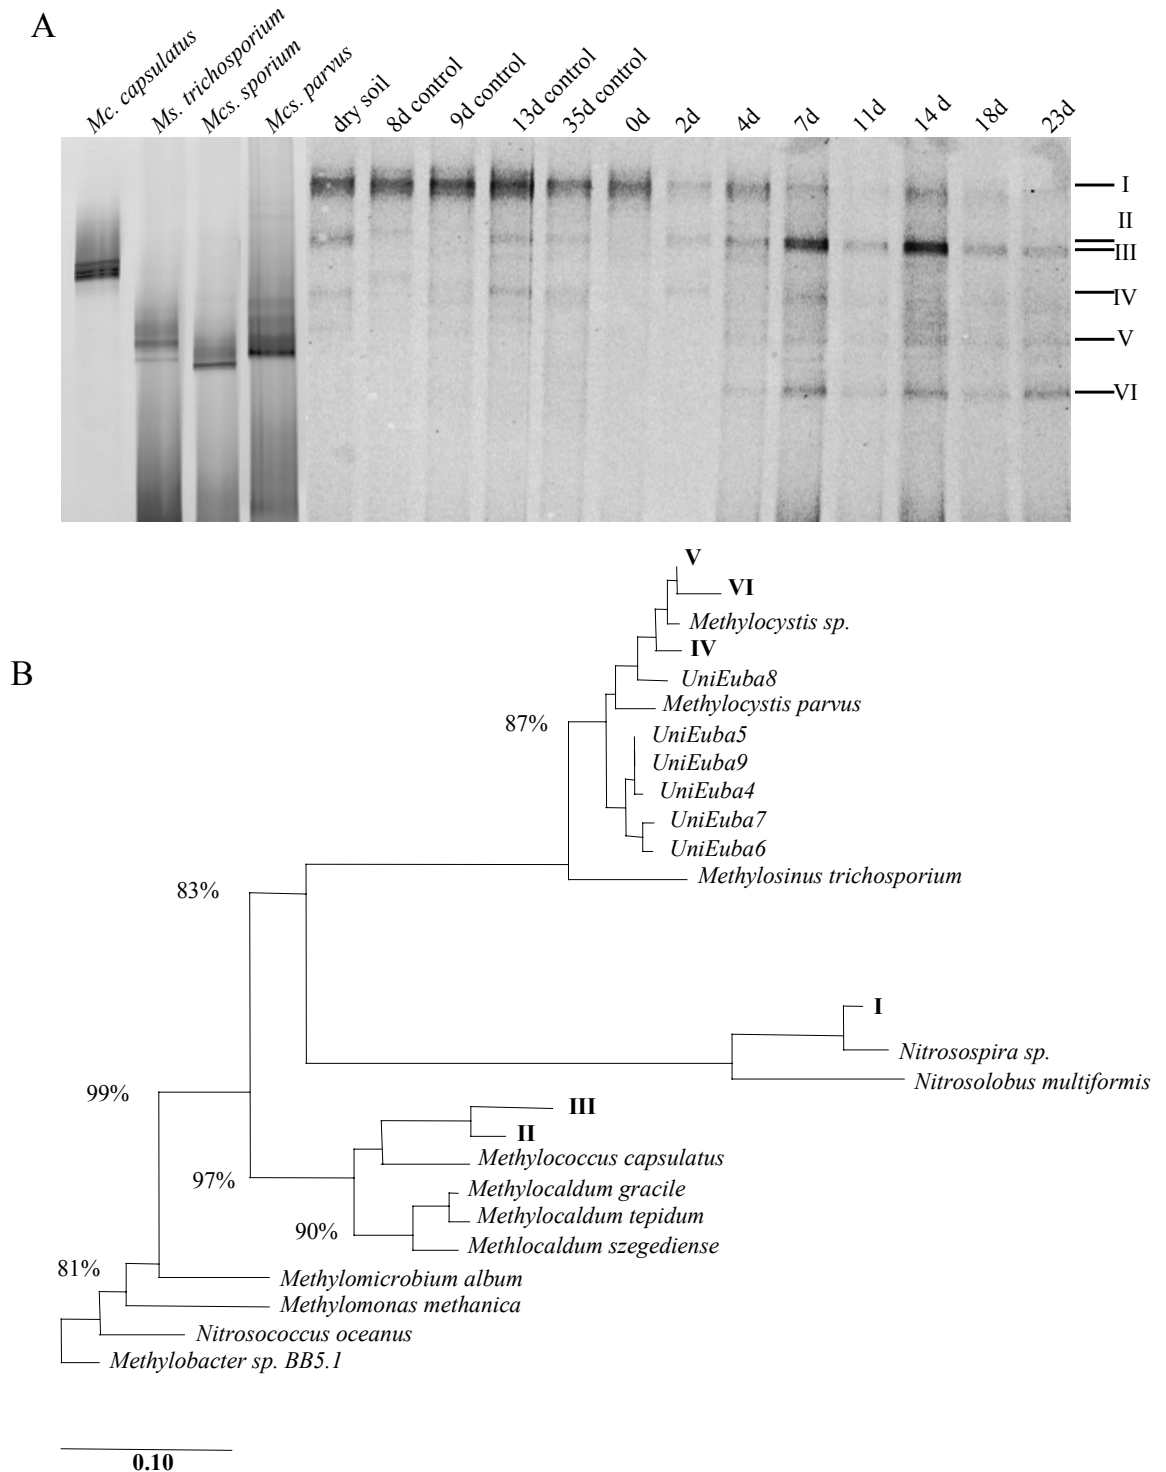 A
Mc. capsulatus
Ms. trichosporium
Mcs. sporium
Mcs. parvus
dry soil
8d control
9d control
13d control
35d control
0d
2d
4d
7d
11d
14 d
18d
23d
I
II
III
IV
V
VI
B
V
VI
Methylocystis sp.
IV
UniEuba8
Methylocystis parvus
87%
UniEuba5
UniEuba9
UniEuba4
UniEuba7
UniEuba6
Methylosinus trichosporium
83%
I
Nitrosospira sp.
Nitrosolobus multiformis
99%
III
II
Methylococcus capsulatus
97%
Methylocaldum gracile
Methylocaldum tepidum
90%
Methlocaldum szegediense
81%
Methylomicrobium album
Methylomonas methanica
Nitrosococcus oceanus
Methylobacter sp. BB5.1
0.10